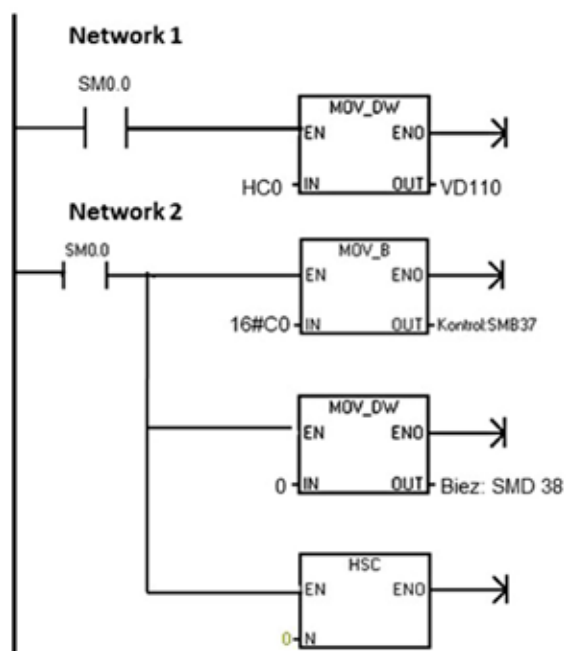 Network 1
SM0.0
MOV_DW
EN ENO
HC0 IN OUT VD110
Network 2
SM0.0
MOV_B
EN ENO
16#C0 IN OUT Kontrol:SMB37
MOV_DW
EN ENO
0 IN OUT Biez: SMD 38
HSC
EN ENO
0 N